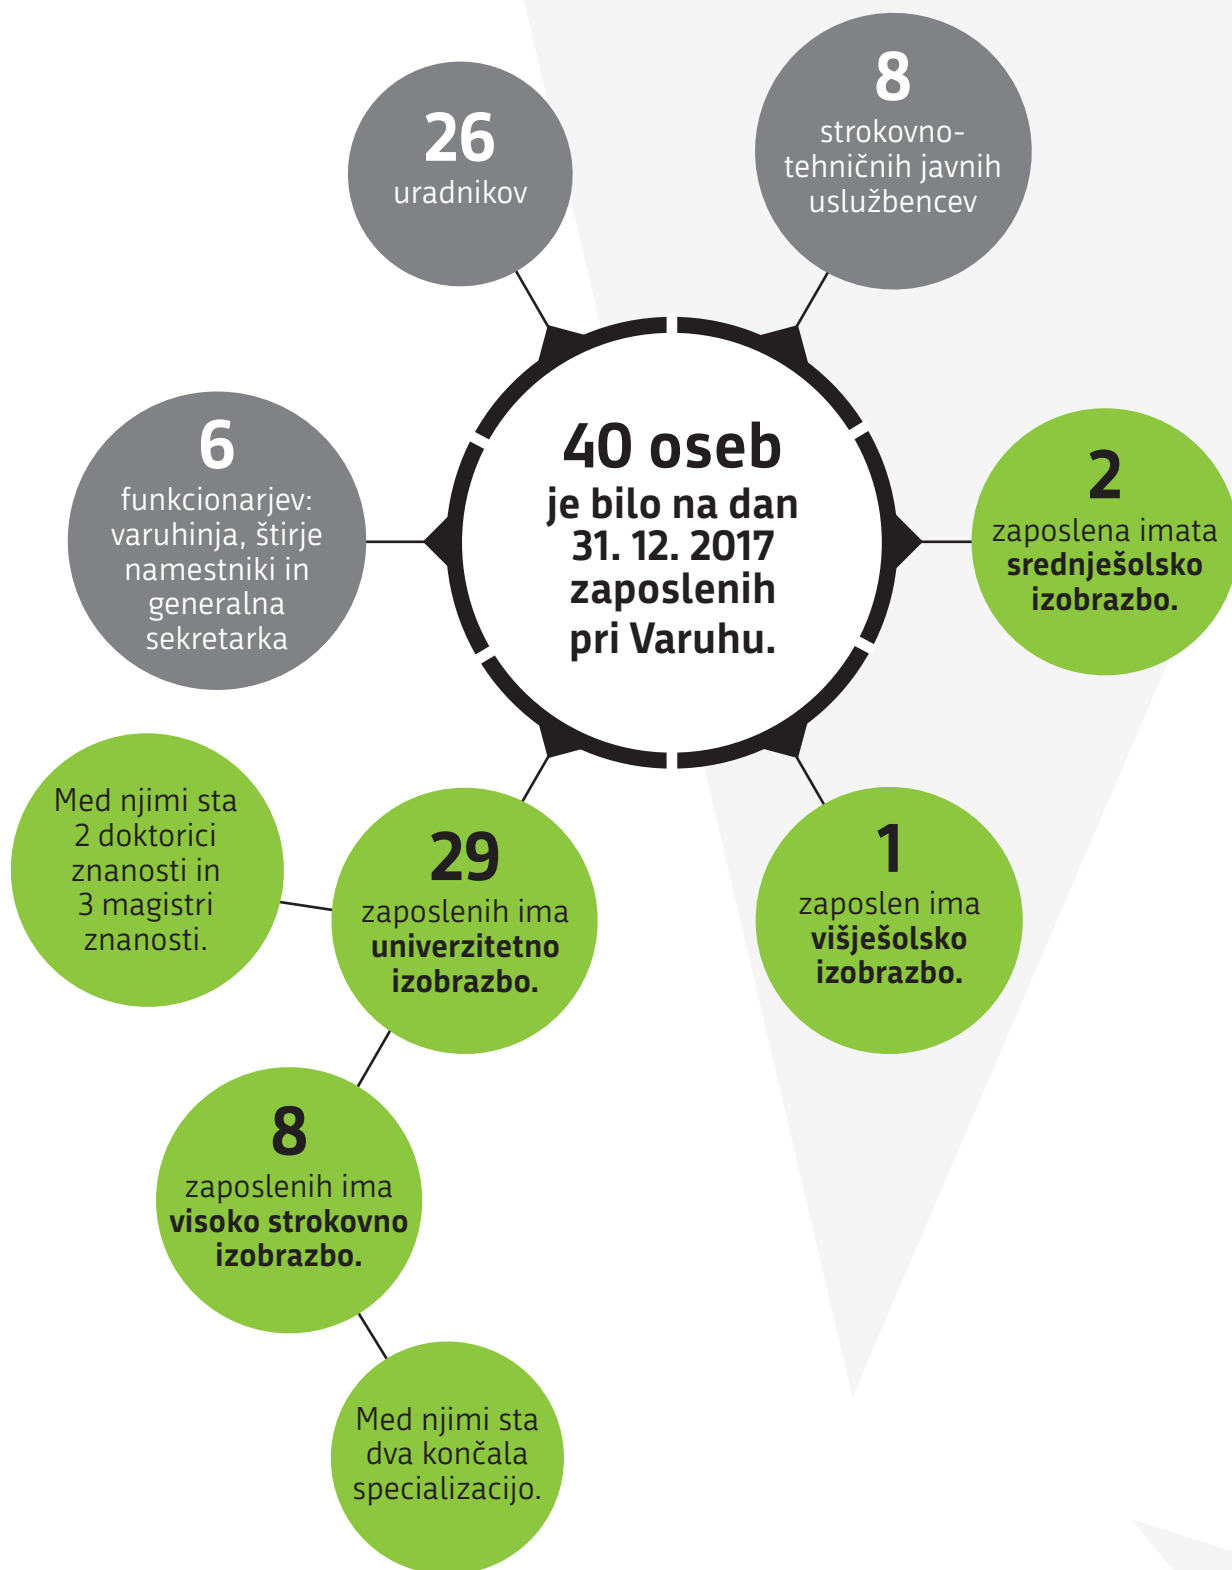 26
uradnikov
8
strokovno-
tehničnih javnih
uslužbencev
6
funkcionarjev:
varuhinja, štirje
namestniki in
generalna
sekretarka
40 oseb
je bilo na dan
31. 12. 2017
zaposlenih
pri Varuhu.
2
zaposlena imata
srednješolsko
izobrazbo.
Med njimi sta
2 doktorici
znanosti in
3 magistri
znanosti.
29
zaposlenih ima
univerzitetno
izobrazbo.
1
zaposlen ima
višješolsko
izobrazbo.
8
zaposlenih ima
visoko strokovno
izobrazbo.
Med njimi sta
dva končala
specializacijo.